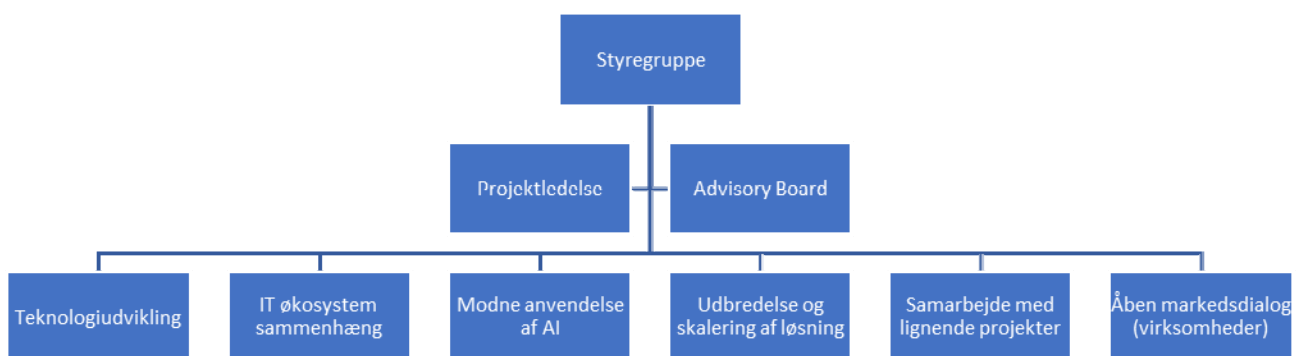 Styregruppe
Projektledelse
Advisory Board
Teknologiudvikling
IT økosystem
sammenhæng
Modne anvendelse
af AI
Udbredelse og
skalering af løsning
Samarbejde med
lignende projekter
Åben markedsdialog
(virksomheder)